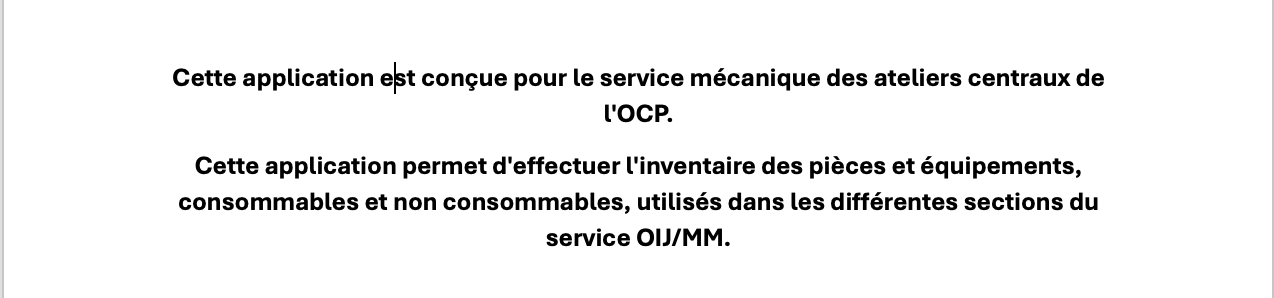 Cette application est conçue pour le service mécanique des ateliers centraux de
l'OCP.
Cette application permet d'effectuer l'inventaire des pièces et équipements,
consommables et non consommables, utilisés dans les différentes sections du
service OIJ/MM.